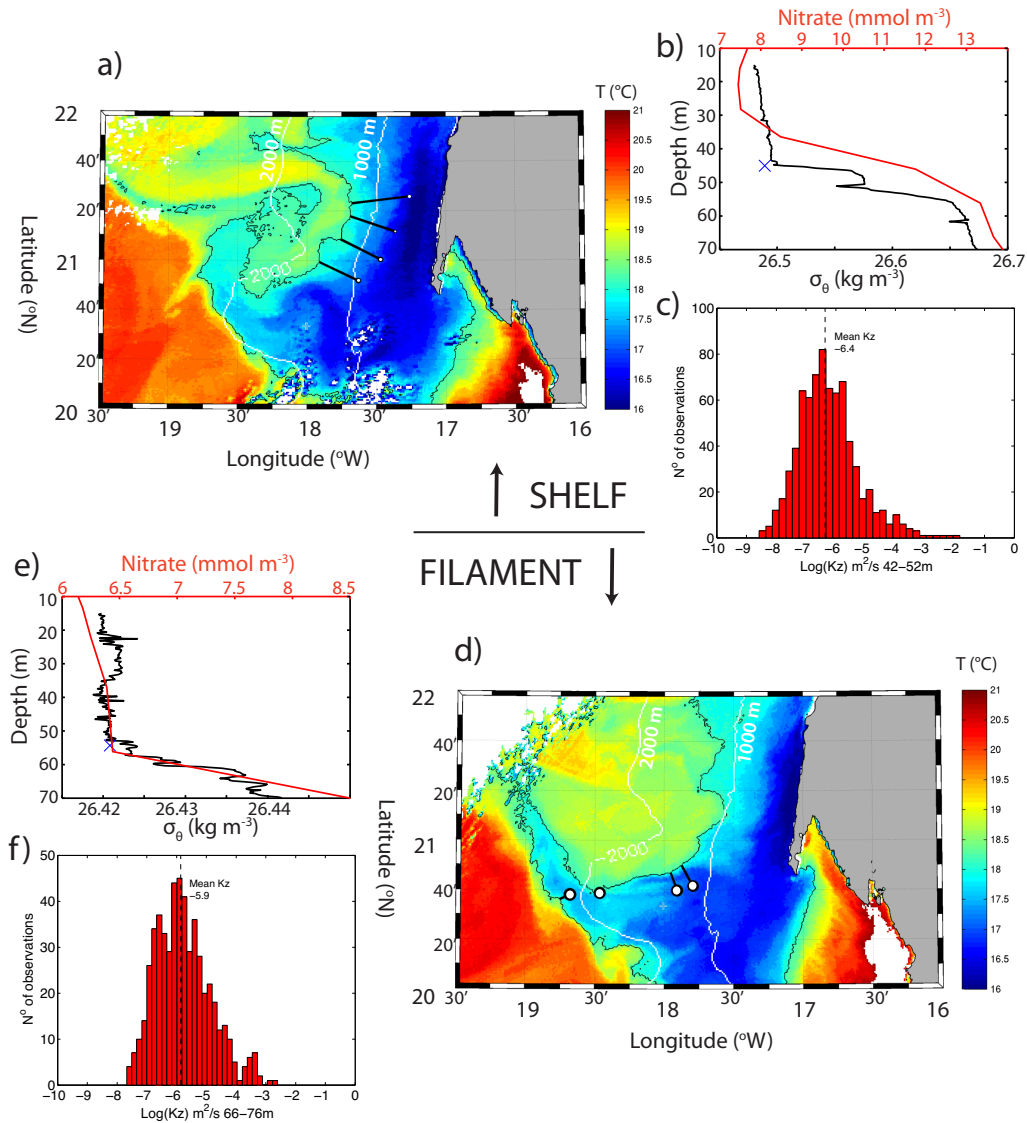 a)
T (°C)
22
40'
20'
21
40'
20'
20
30'
19
30'
18
30'
17
30'
16
Latitude (°N)
Longitude (°W)
2000 m
1000 m
~2000
21
20.5
20
19.5
19
18.5
18
17.5
17
16.5
16
b)
Nitrate (mmol m⁻³)
7 8 9 10 11 12 13
10
20
30
40
50
60
70
Depth (m)
26.5 26.6 26.7
σθ (kg m⁻³)
c)
100
80
60
40
20
0
Nº of observations
Mean Kz
−6.4
−10 −9 −8 −7 −6 −5 −4 −3 −2 −1 0
Log(Kz) m²/s 42−52m
SHELF
FILAMENT
e)
Nitrate (mmol m⁻³)
6 6.5 7 7.5 8 8.5
10
20
30
40
50
60
70
Depth (m)
26.42 26.43 26.44
σθ (kg m⁻³)
d)
T (°C)
22
40'
20'
21
40'
20'
20
30'
19
30'
18
30'
17
30'
16
Latitude (°N)
Longitude (°W)
2000 m
1000 m
~2000
21
20.5
20
19.5
19
18.5
18
17.5
17
16.5
16
f)
50
40
30
20
10
0
Nº of observations
Mean Kz
−5.9
−10 −9 −8 −7 −6 −5 −4 −3 −2 −1 0
Log(Kz) m²/s 66−76m